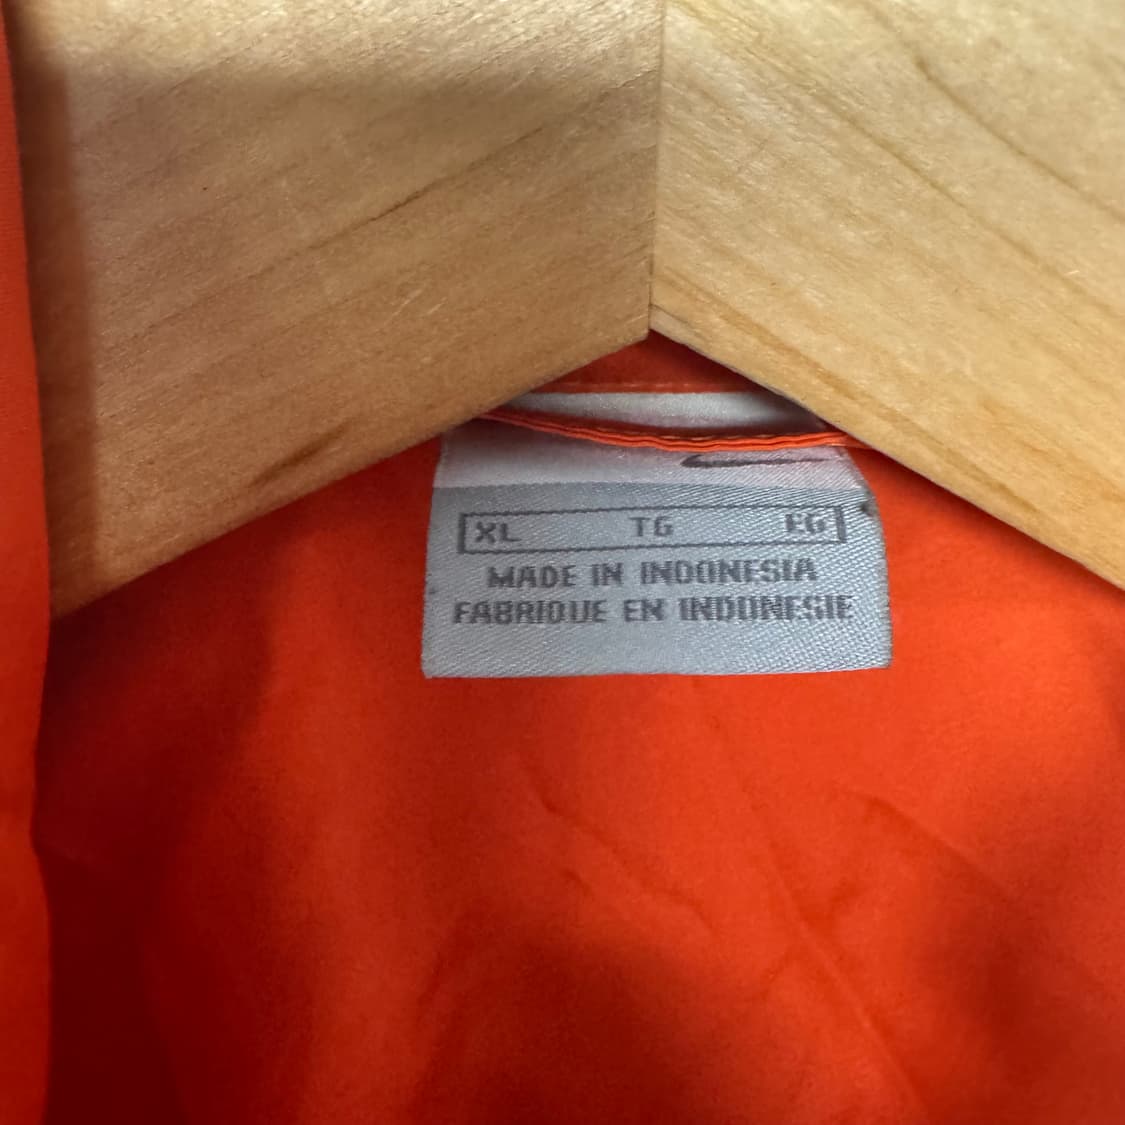 XL TG EG
MADE IN INDONESIA
FABRIQUE EN INDONESIE